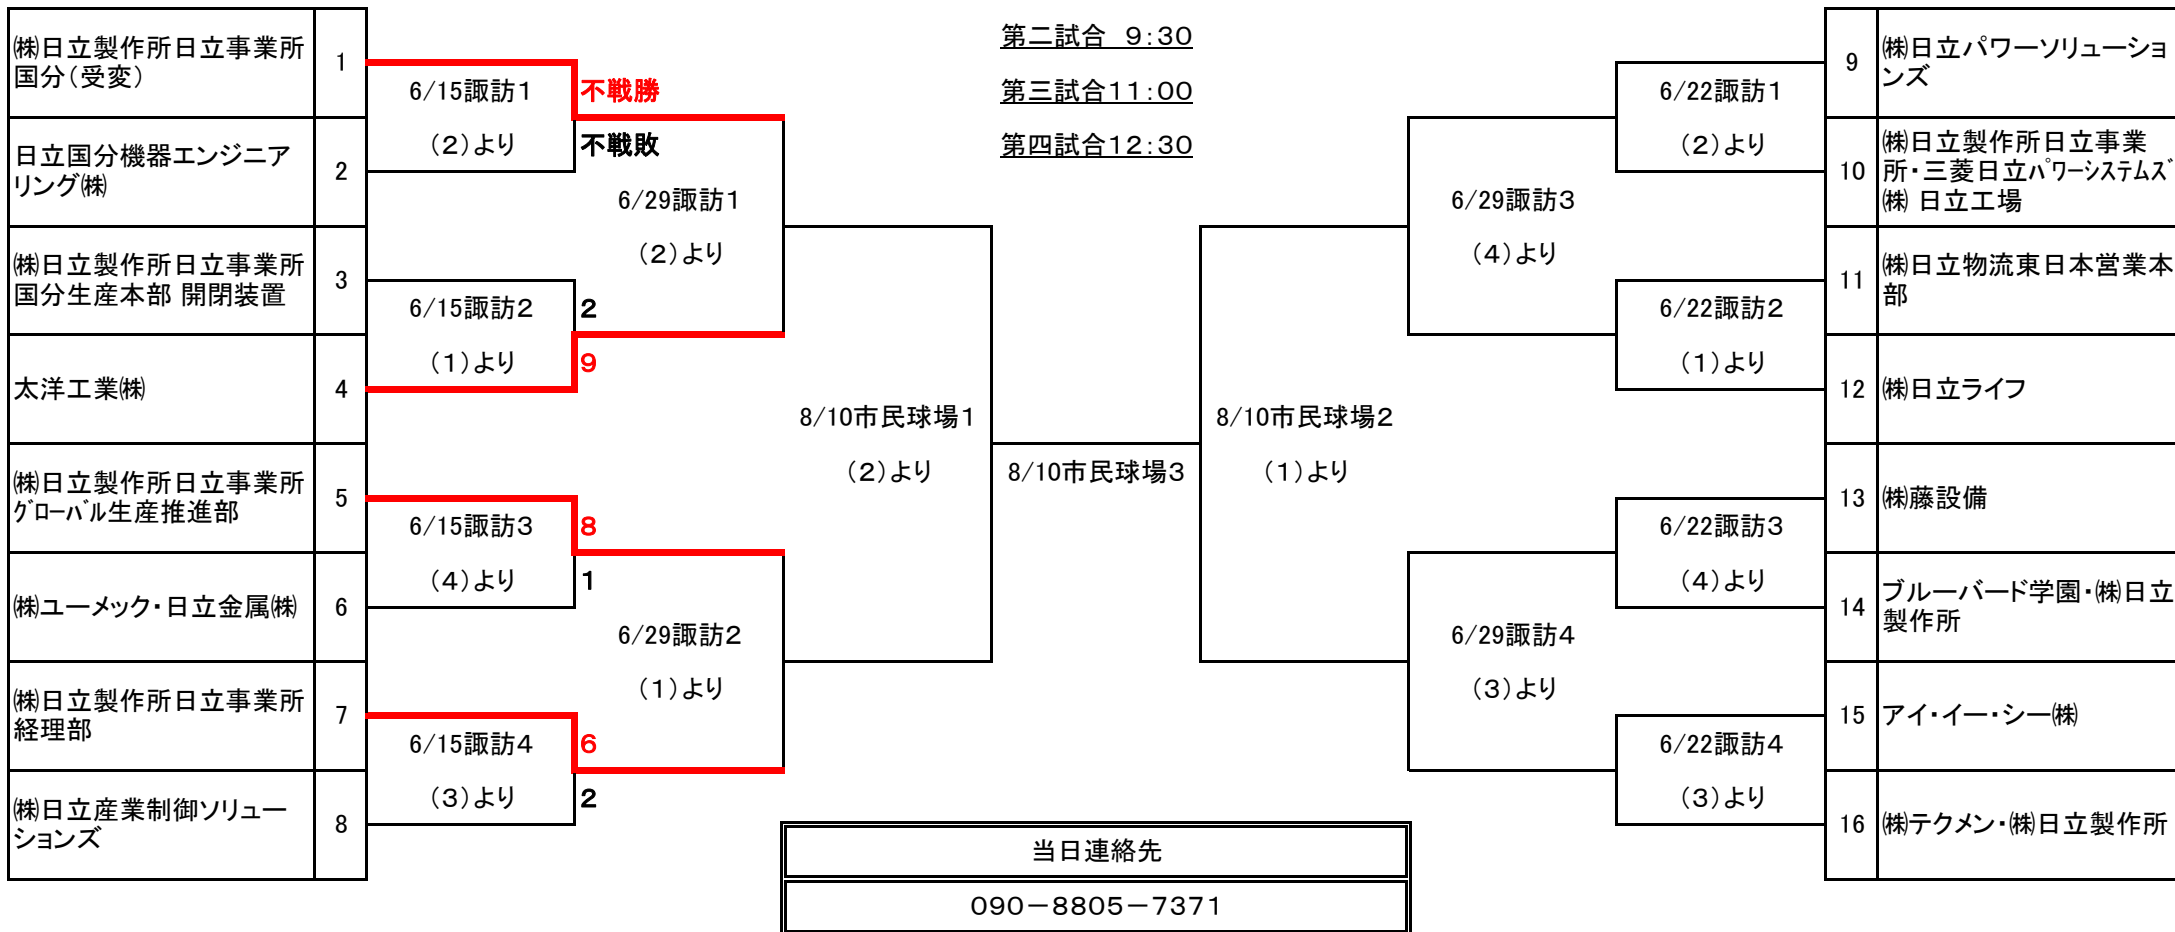 ㈱日立製作所日立事業所
国分（受変）
1
日立国分機器エンジニア
リング㈱
2
㈱日立製作所日立事業所
国分生産本部 開閉装置
3
太洋工業㈱
4
㈱日立製作所日立事業所
ｸﾞﾛｰﾊﾞﾙ生産推進部
5
㈱ユーメック・日立金属㈱
6
㈱日立製作所日立事業所
経理部
7
㈱日立産業制御ソリュー
ションズ
8
6/15諏訪1
（2）より
不戦勝
不戦敗
6/15諏訪2
（1）より
2
9
6/15諏訪3
（4）より
8
1
6/15諏訪4
（3）より
6
2
6/29諏訪1
（2）より
6/29諏訪2
（1）より
8/10市民球場1
（2）より
第二試合　9:30
第三試合11:00
第四試合12:30
8/10市民球場3
8/10市民球場2
（1）より
6/29諏訪3
（4）より
6/29諏訪4
（3）より
6/22諏訪1
（2）より
6/22諏訪2
（1）より
6/22諏訪3
（4）より
6/22諏訪4
（3）より
9
㈱日立パワーソリューショ
ンズ
10
㈱日立製作所日立事業
所・三菱日立ﾊﾟﾜｰｼｽﾃﾑｽﾞ
㈱ 日立工場
11
㈱日立物流東日本営業本
部
12
㈱日立ライフ
13
㈱藤設備
14
ブルーバード学園・㈱日立
製作所
15
アイ・イー・シー㈱
16
㈱テクメン・㈱日立製作所
当日連絡先
090－8805－7371